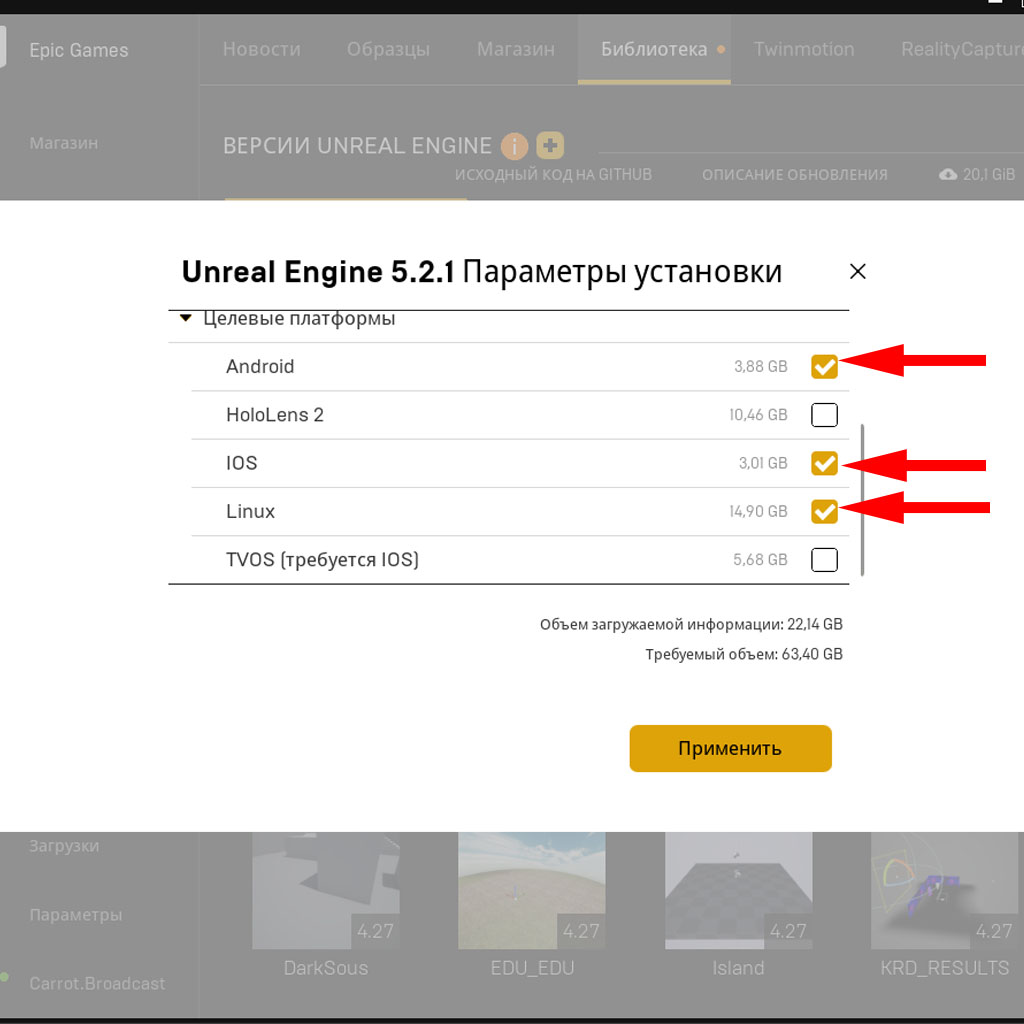 Epic Games
Новости Образцы Магазин Библиотека Twinmotion RealityCapture
Магазин
ВЕРСИИ UNREAL ENGINE i
ИСХОДНЫЙ КОД НА GITHUB ОПИСАНИЕ ОБНОВЛЕНИЯ 20,1 GiB
Unreal Engine 5.2.1 Параметры установки
Целевые платформы
Android 3,88 GB
HoloLens 2 10,46 GB
IOS 3,01 GB
Linux 14,90 GB
TVOS (требуется IOS) 5,68 GB
Объем загружаемой информации: 22,14 GB
Требуемый объем: 63,40 GB
Применить
Загрузки
Параметры
Carrot.Broadcast
4.27 4.27 4.27 4.27
DarkSous EDU_EDU Island KRD_RESULTS